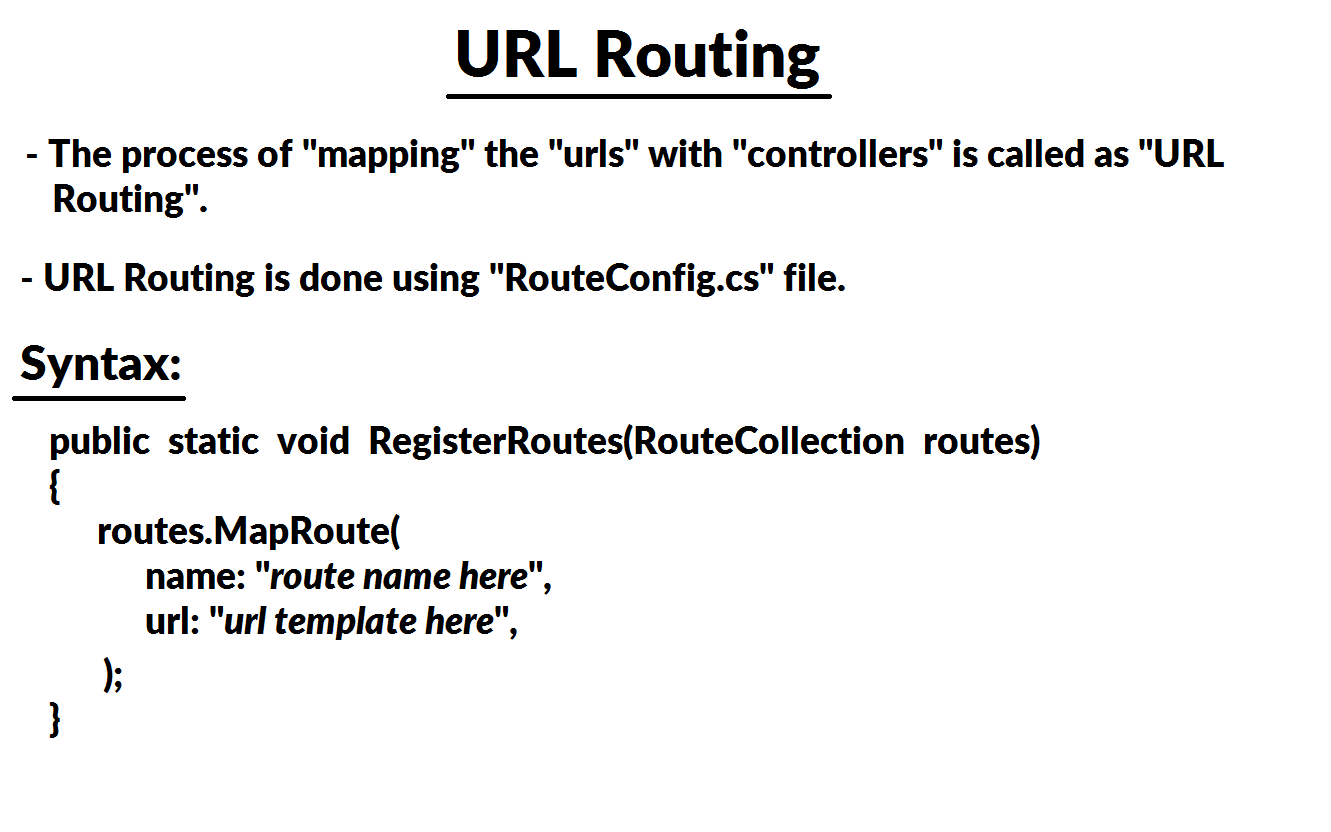 URL Routing
- The process of "mapping" the "urls" with "controllers" is called as "URL
Routing".
- URL Routing is done using "RouteConfig.cs" file.
Syntax:
public static void RegisterRoutes(RouteCollection routes)
{
routes.MapRoute(
name: "route name here",
url: "url template here",
);
}